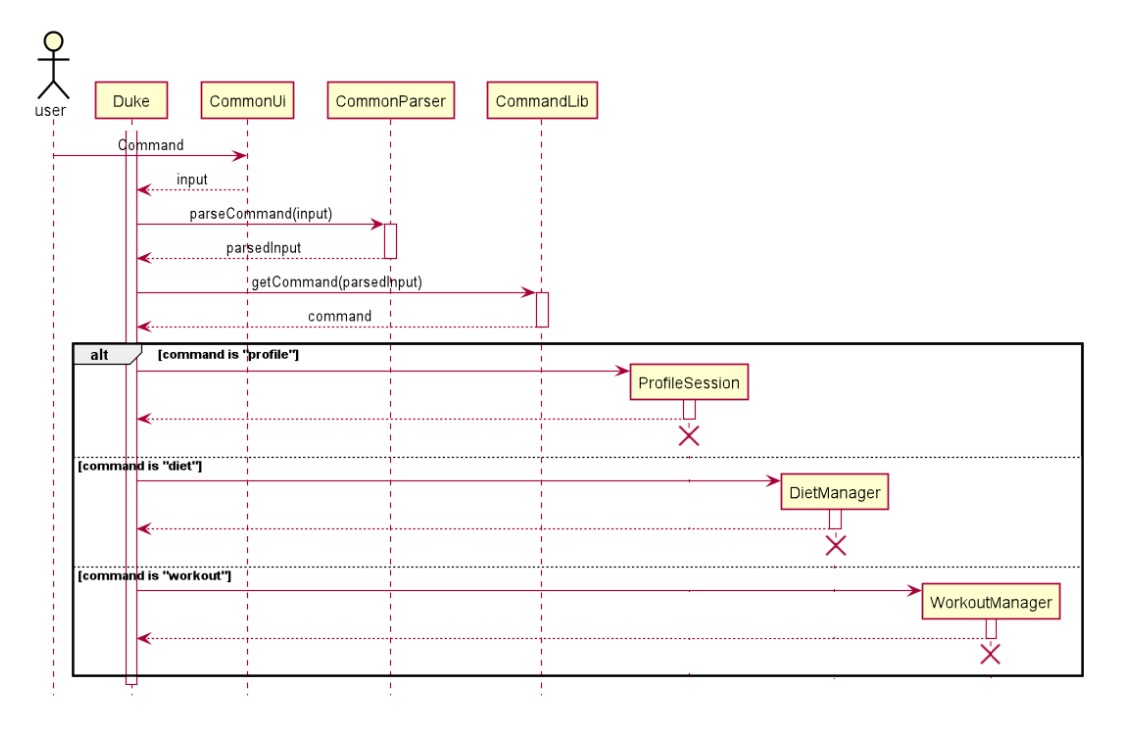 user
Duke
CommonUi
CommonParser
CommandLib
Command
input
parseCommand(input)
parsedInput
getCommand(parsedInput)
command
alt
[command is "profile"]
ProfileSession
[command is "diet"]
DietManager
[command is "workout"]
WorkoutManager